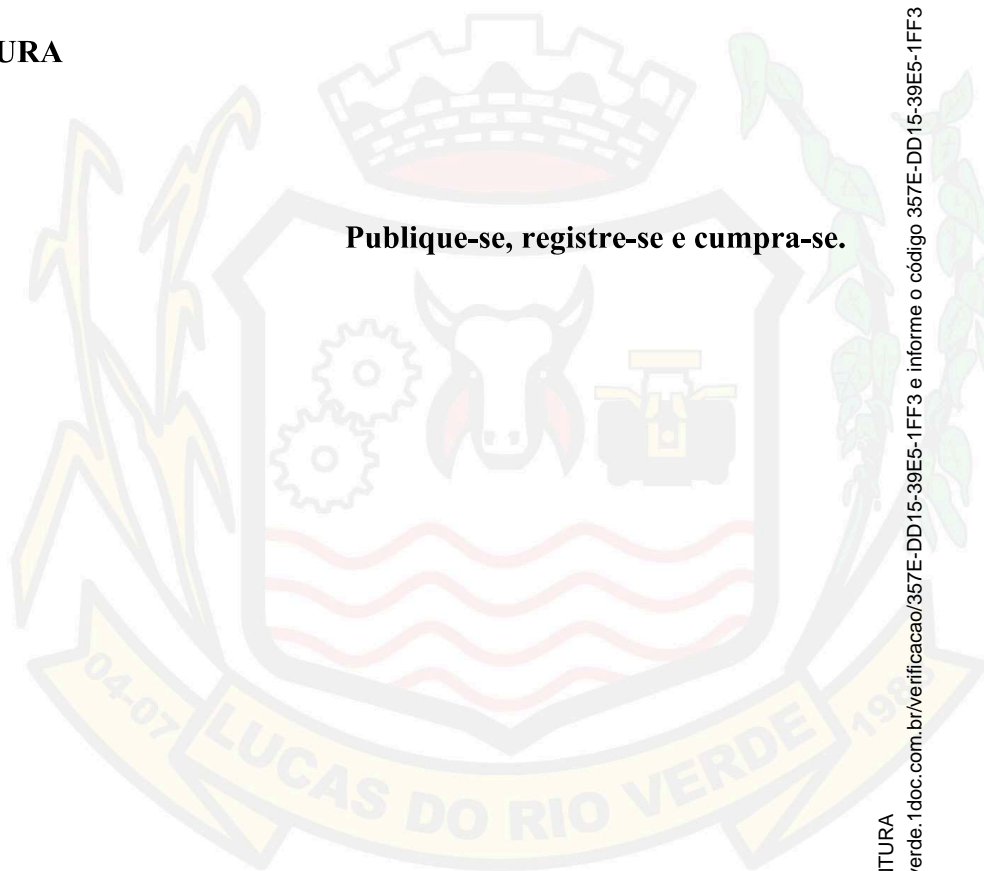 URA
Publique-se, registre-se e cumpra-se.
04-07
LUCAS DO RIO VERDE
ITURA
verde.1doc.com.br/verificacao/357E-DD15-39E5-1FF3 e informe o código 357E-DD15-39E5-1FF3